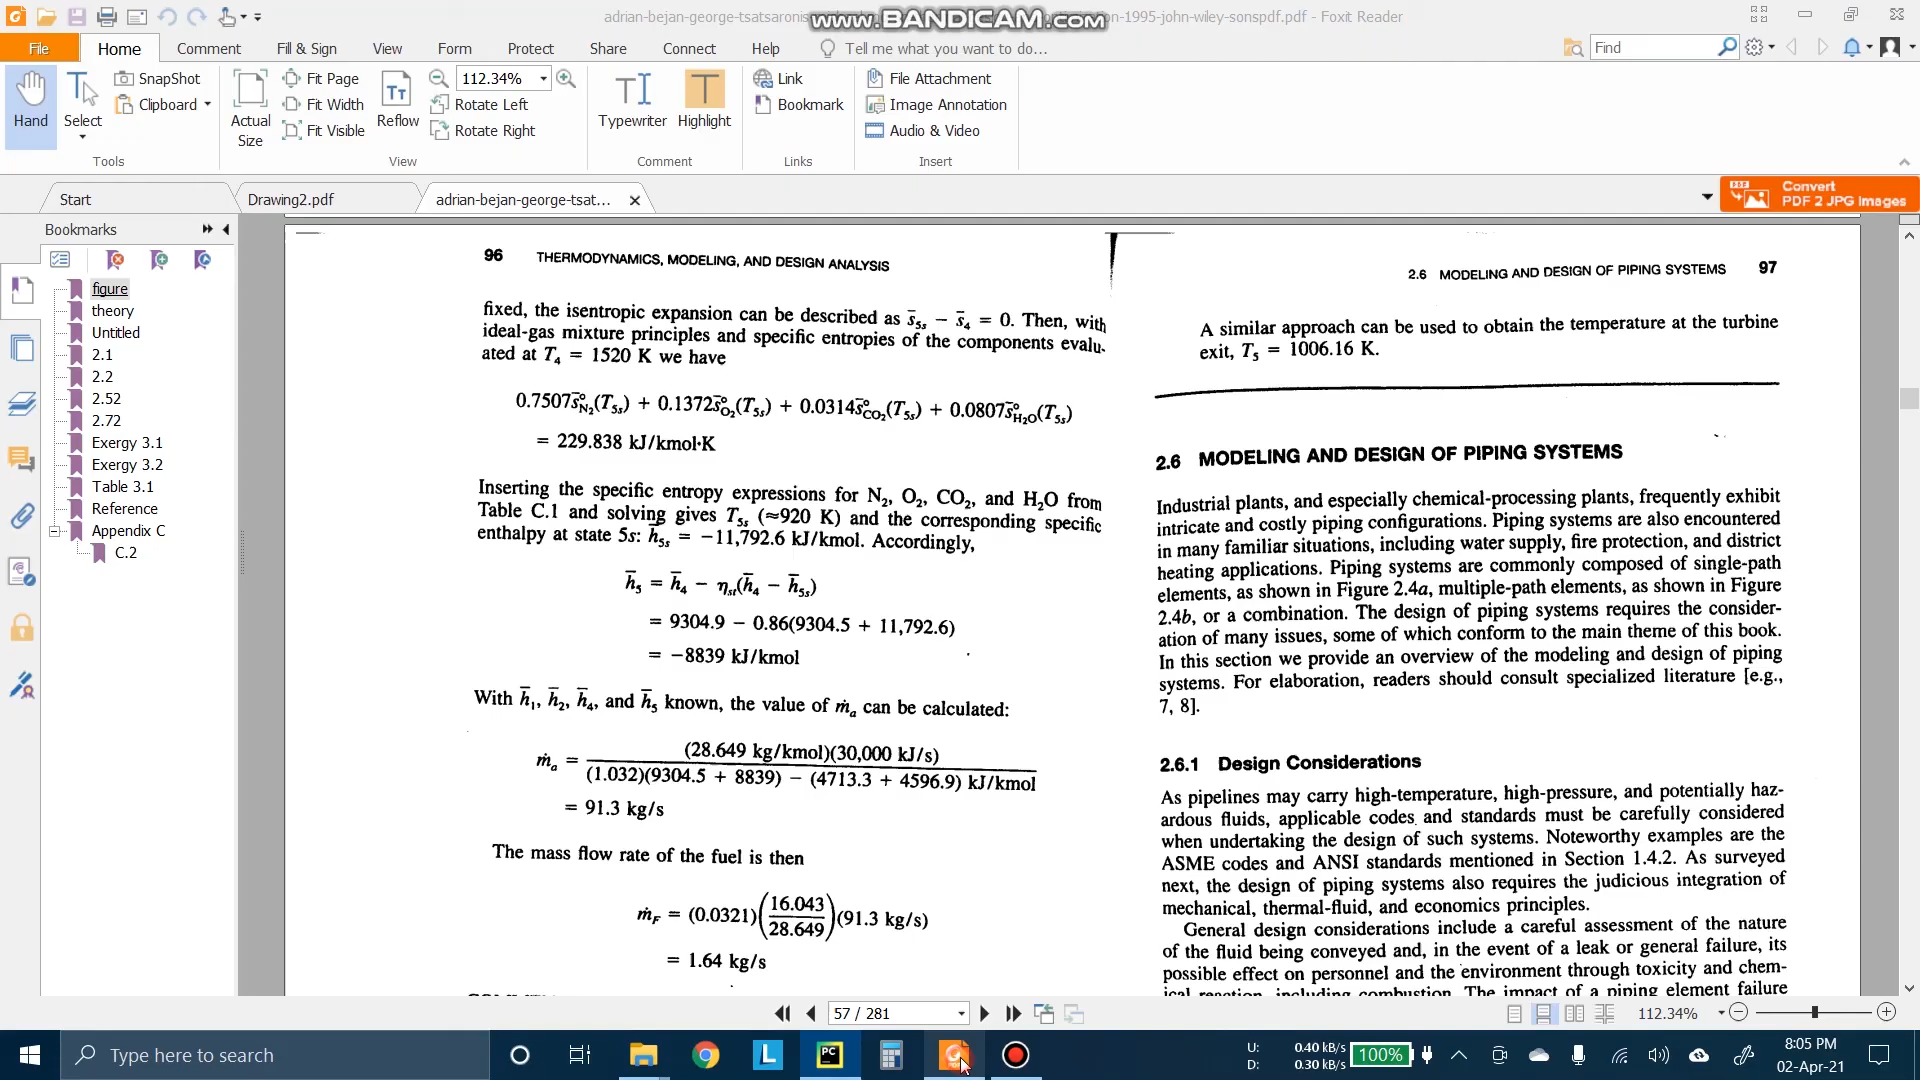 adrian-bejan-george-tsatsaronis
www.BANDICAM.com
on-1995-john-wiley-sonspdf.pdf - Foxit Reader
File
Home
Comment
Fill & Sign
View
Form
Protect
Share
Connect
Help
Tell me what you want to do...
Find
Hand
Select
SnapShot
Clipboard
Tools
Actual
Size
Fit Page
Fit Width
Fit Visible
Reflow
112.34%
Rotate Left
Rotate Right
View
Typewriter
Highlight
Comment
Link
Bookmark
Links
File Attachment
Image Annotation
Audio & Video
Insert
Start
Drawing2.pdf
adrian-bejan-george-tsat...
PDF
Convert
PDF 2 JPG Images
Bookmarks
figure
theory
Untitled
2.1
2.2
2.52
2.72
Exergy 3.1
Exergy 3.2
Table 3.1
Reference
Appendix C
C.2
96 THERMODYNAMICS, MODELING, AND DESIGN ANALYSIS
fixed, the isentropic expansion can be described as s̄₅ₛ − s̄₄ = 0. Then, with
ideal-gas mixture principles and specific entropies of the components evalu-
ated at T₄ = 1520 K we have
0.7507s̄°N₂(T₅ₛ) + 0.1372s̄°O₂(T₅ₛ) + 0.0314s̄°CO₂(T₅ₛ) + 0.0807s̄°H₂O(T₅ₛ)
= 229.838 kJ/kmol·K
Inserting the specific entropy expressions for N₂, O₂, CO₂, and H₂O from
Table C.1 and solving gives T₅ₛ (≈920 K) and the corresponding specific
enthalpy at state 5s: h̄₅ₛ = −11,792.6 kJ/kmol. Accordingly,
h̄₅ = h̄₄ − ηst(h̄₄ − h̄₅ₛ)
= 9304.9 − 0.86(9304.5 + 11,792.6)
= −8839 kJ/kmol
With h̄₁, h̄₂, h̄₄, and h̄₅ known, the value of ṁₐ can be calculated:
ṁₐ = (28.649 kg/kmol)(30,000 kJ/s)
(1.032)(9304.5 + 8839) − (4713.3 + 4596.9) kJ/kmol
= 91.3 kg/s
The mass flow rate of the fuel is then
ṁF = (0.0321)(16.043/28.649)(91.3 kg/s)
= 1.64 kg/s
2.6 MODELING AND DESIGN OF PIPING SYSTEMS 97
A similar approach can be used to obtain the temperature at the turbine
exit, T₅ = 1006.16 K.
2.6 MODELING AND DESIGN OF PIPING SYSTEMS
Industrial plants, and especially chemical-processing plants, frequently exhibit
intricate and costly piping configurations. Piping systems are also encountered
in many familiar situations, including water supply, fire protection, and district
heating applications. Piping systems are commonly composed of single-path
elements, as shown in Figure 2.4a, multiple-path elements, as shown in Figure
2.4b, or a combination. The design of piping systems requires the consider-
ation of many issues, some of which conform to the main theme of this book.
In this section we provide an overview of the modeling and design of piping
systems. For elaboration, readers should consult specialized literature [e.g.,
7, 8].
2.6.1 Design Considerations
As pipelines may carry high-temperature, high-pressure, and potentially haz-
ardous fluids, applicable codes and standards must be carefully considered
when undertaking the design of such systems. Noteworthy examples are the
ASME codes and ANSI standards mentioned in Section 1.4.2. As surveyed
next, the design of piping systems also requires the judicious integration of
mechanical, thermal-fluid, and economics principles.
General design considerations include a careful assessment of the nature
of the fluid being conveyed and, in the event of a leak or general failure, its
possible effect on personnel and the environment through toxicity and chem-
ical reaction, including combustion. The impact of a piping element failure
57 / 281
112.34%
Type here to search
U: 0.40 kB/s
D: 0.30 kB/s
100%
8:05 PM
02-Apr-21